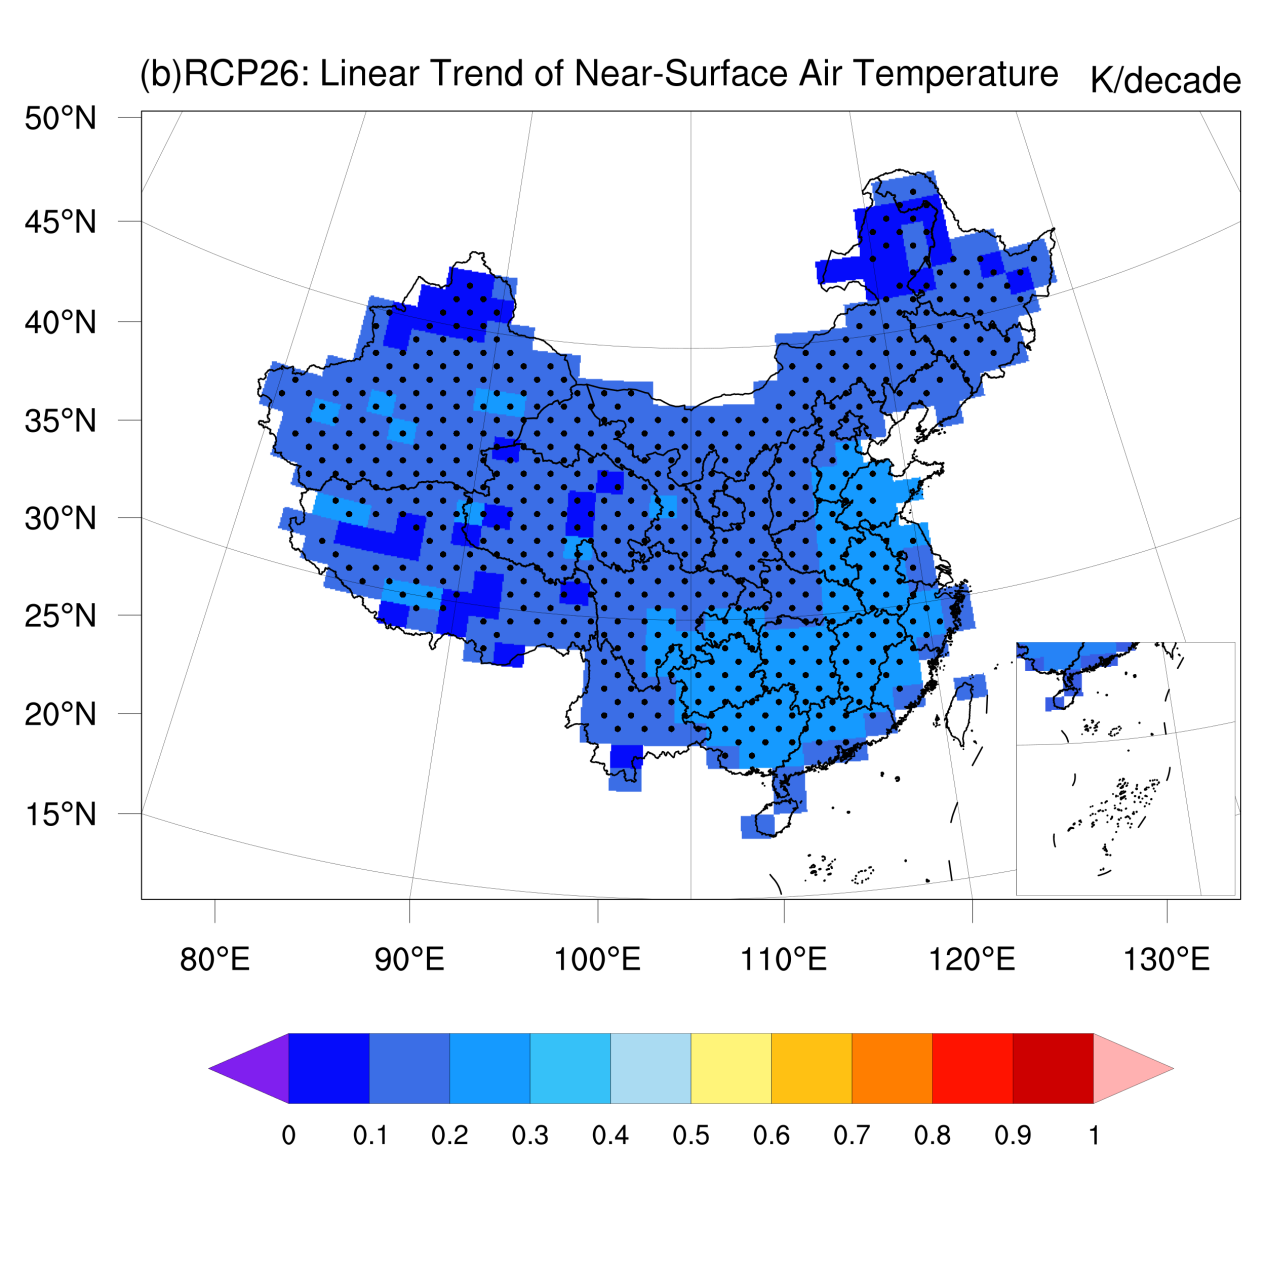 (b)RCP26: Linear Trend of Near-Surface Air Temperature K/decade
50°N
45°N
40°N
35°N
30°N
25°N
20°N
15°N
80°E 90°E 100°E 110°E 120°E 130°E
0 0.1 0.2 0.3 0.4 0.5 0.6 0.7 0.8 0.9 1